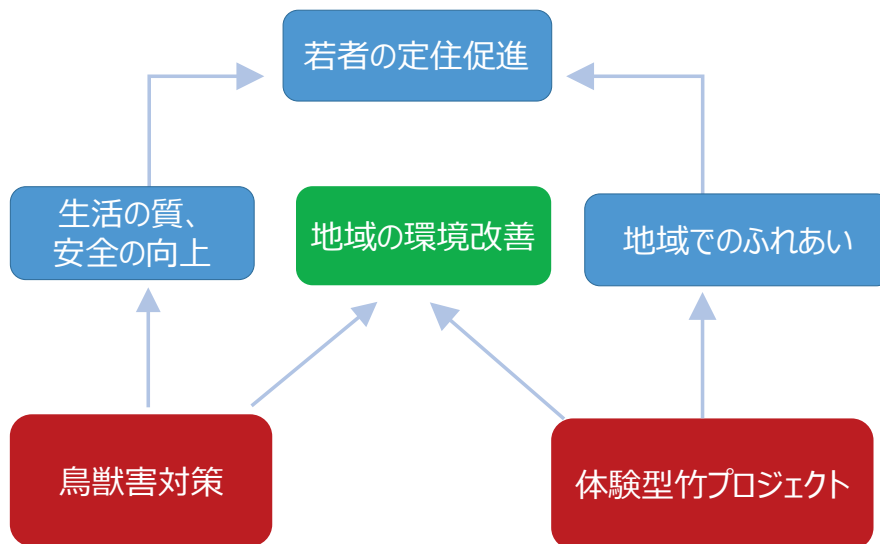 若者の定住促進
生活の質、
安全の向上
地域の環境改善
地域でのふれあい
鳥獣害対策
体験型竹プロジェクト